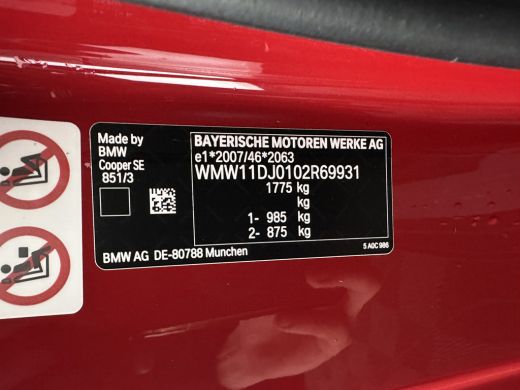 Made by
BMW
Cooper SE
851/3
BAYERISCHE MOTOREN WERKE AG
e1*2007/46*2063
WMW11DJ0102R69931
1775 kg
kg
1- 985 kg
2- 875 kg
BMW AG DE-80788 Munchen
5 A0C 986